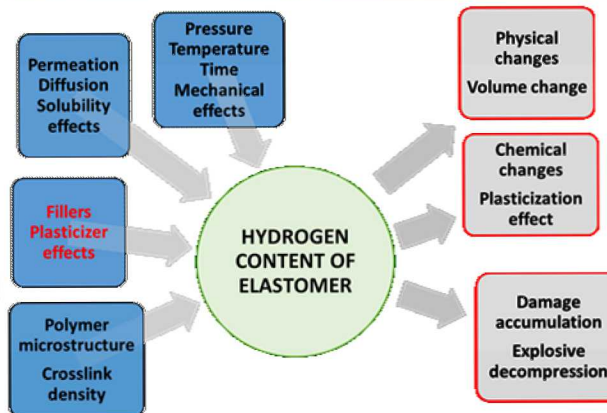 Permeation
Diffusion
Solubility
effects
Pressure
Temperature
Time
Mechanical
effects
Fillers
Plasticizer
effects
Polymer
microstructure
Crosslink
density
HYDROGEN
CONTENT OF
ELASTOMER
Physical
changes
Volume change
Chemical
changes
Plasticization
effect
Damage
accumulation
Explosive
decompression